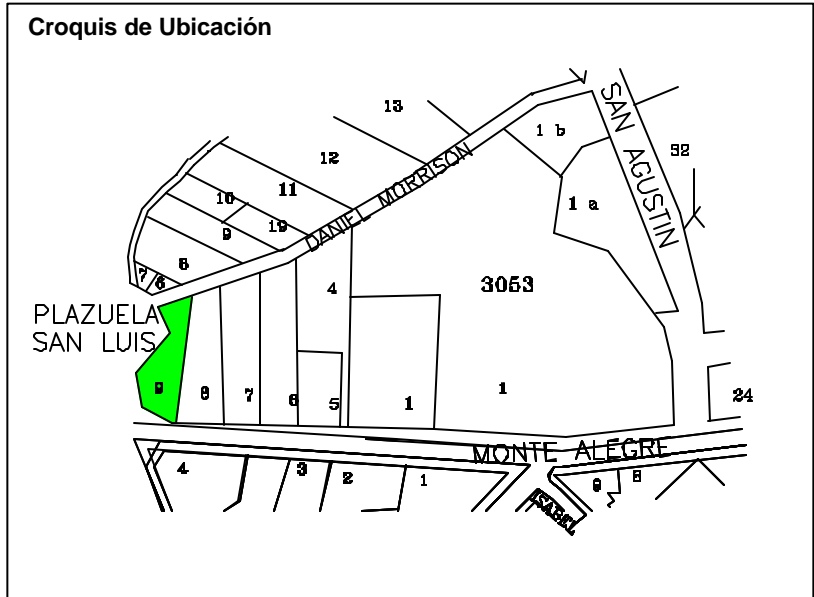 Croquis de Ubicación
13
12
1 b
SAN AGUSTIN
32
10
11
9
19
DANIEL MORRISON
1 a
8
7
6
4
3053
PLAZUELA
SAN LUIS
9
8
7
6
5
1
1
24
MONTE ALEGRE
4
3
2
1
9
8
ISABEL